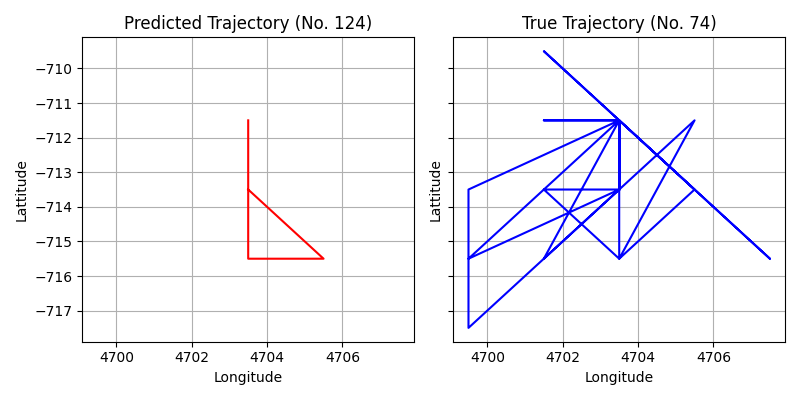 Predicted Trajectory (No. 124)
True Trajectory (No. 74)
Lattitude
−710
−711
−712
−713
−714
−715
−716
−717
4700
4702
4704
4706
Longitude
Lattitude
4700
4702
4704
4706
Longitude